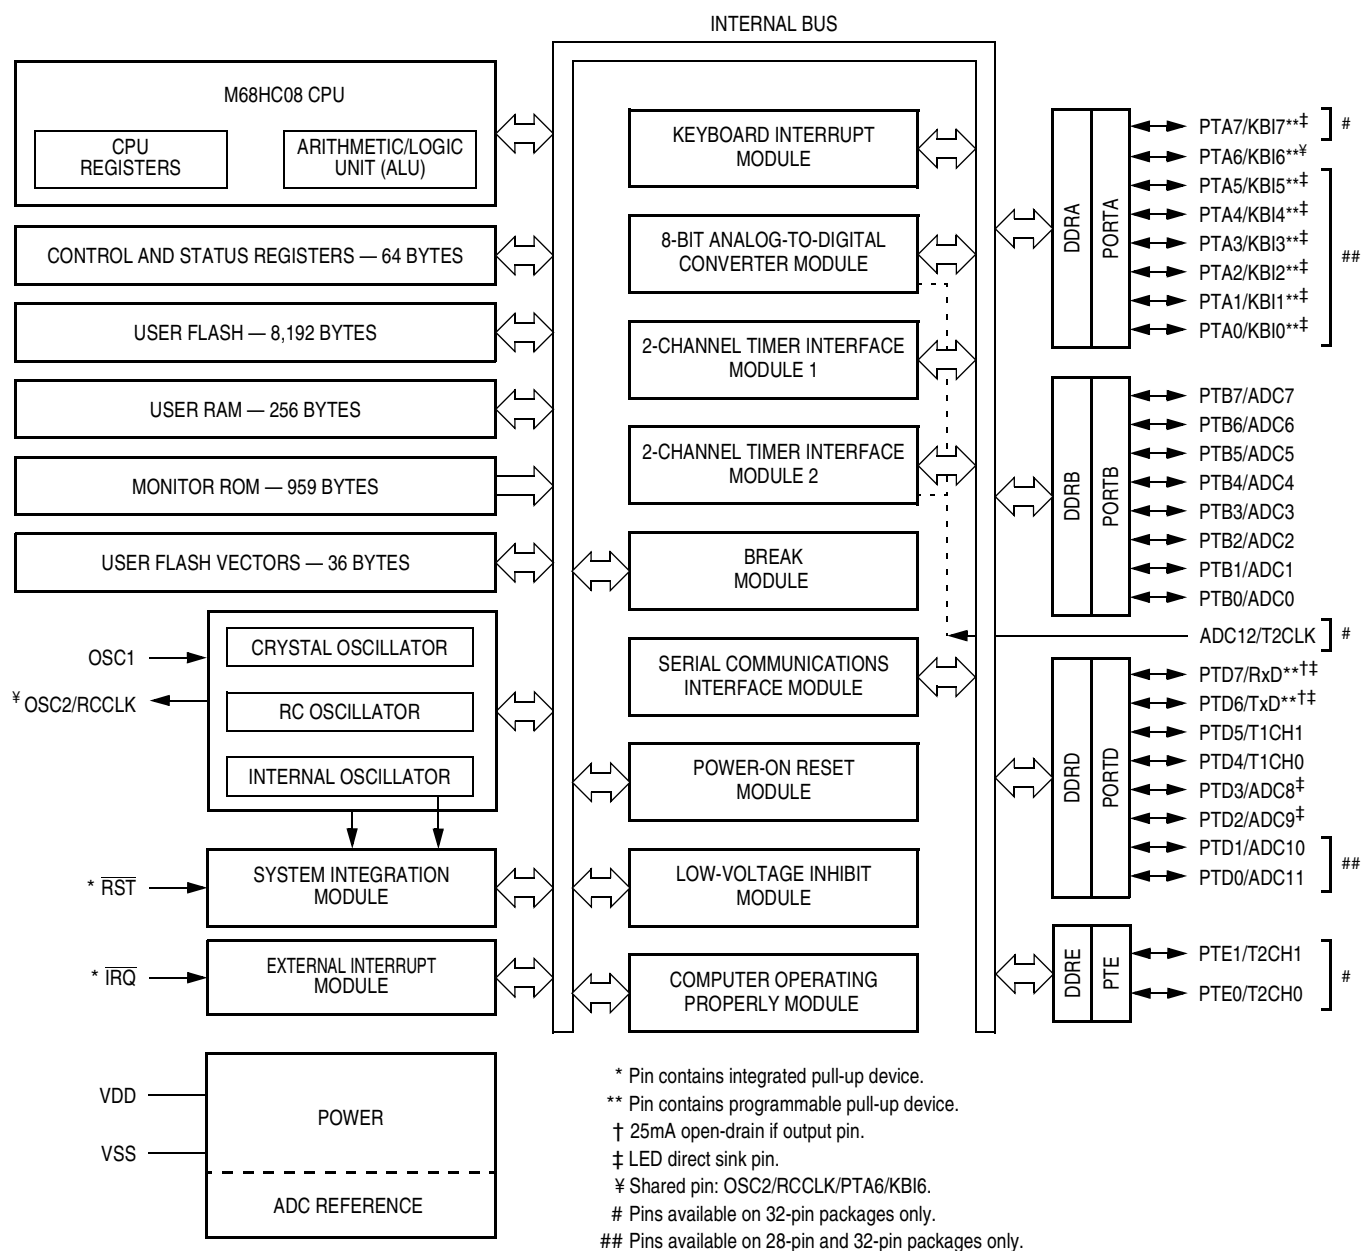 INTERNAL BUS
M68HC08 CPU
CPU
REGISTERS
ARITHMETIC/LOGIC
UNIT (ALU)
CONTROL AND STATUS REGISTERS — 64 BYTES
USER FLASH — 8,192 BYTES
USER RAM — 256 BYTES
MONITOR ROM — 959 BYTES
USER FLASH VECTORS — 36 BYTES
OSC1
¥ OSC2/RCCLK
CRYSTAL OSCILLATOR
RC OSCILLATOR
INTERNAL OSCILLATOR
* RST
SYSTEM INTEGRATION
MODULE
* IRQ
EXTERNAL INTERRUPT
MODULE
VDD
VSS
POWER
ADC REFERENCE
KEYBOARD INTERRUPT
MODULE
8-BIT ANALOG-TO-DIGITAL
CONVERTER MODULE
2-CHANNEL TIMER INTERFACE
MODULE 1
2-CHANNEL TIMER INTERFACE
MODULE 2
BREAK
MODULE
SERIAL COMMUNICATIONS
INTERFACE MODULE
POWER-ON RESET
MODULE
LOW-VOLTAGE INHIBIT
MODULE
COMPUTER OPERATING
PROPERLY MODULE
DDRA
PORTA
PTA7/KBI7**‡
#
PTA6/KBI6**¥
PTA5/KBI5**‡
PTA4/KBI4**‡
PTA3/KBI3**‡
PTA2/KBI2**‡
PTA1/KBI1**‡
PTA0/KBI0**‡
##
DDRB
PORTB
PTB7/ADC7
PTB6/ADC6
PTB5/ADC5
PTB4/ADC4
PTB3/ADC3
PTB2/ADC2
PTB1/ADC1
PTB0/ADC0
ADC12/T2CLK
#
DDRD
PORTD
PTD7/RxD**†‡
PTD6/TxD**†‡
PTD5/T1CH1
PTD4/T1CH0
PTD3/ADC8‡
PTD2/ADC9‡
PTD1/ADC10
PTD0/ADC11
##
DDRE
PTE
PTE1/T2CH1
PTE0/T2CH0
#
* Pin contains integrated pull-up device.
** Pin contains programmable pull-up device.
† 25mA open-drain if output pin.
‡ LED direct sink pin.
¥ Shared pin: OSC2/RCCLK/PTA6/KBI6.
# Pins available on 32-pin packages only.
## Pins available on 28-pin and 32-pin packages only.